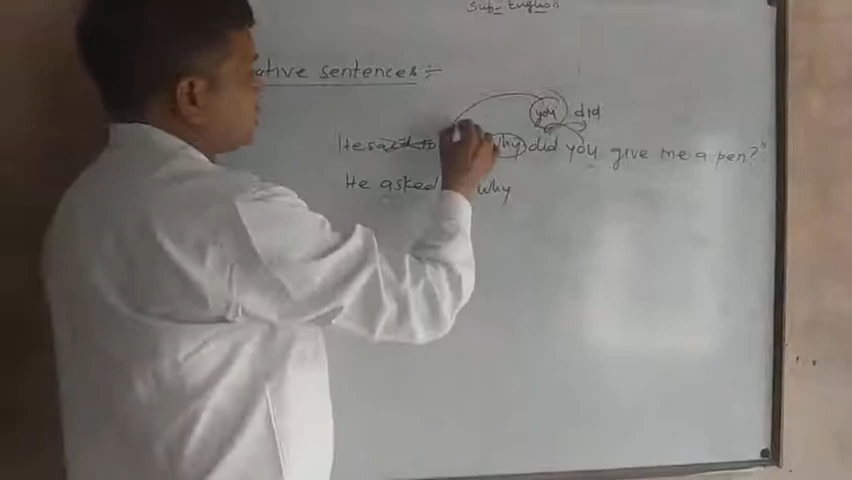 Sub- English
ative sentences :-
you did
He said to why did you give me a pen?"
He asked why